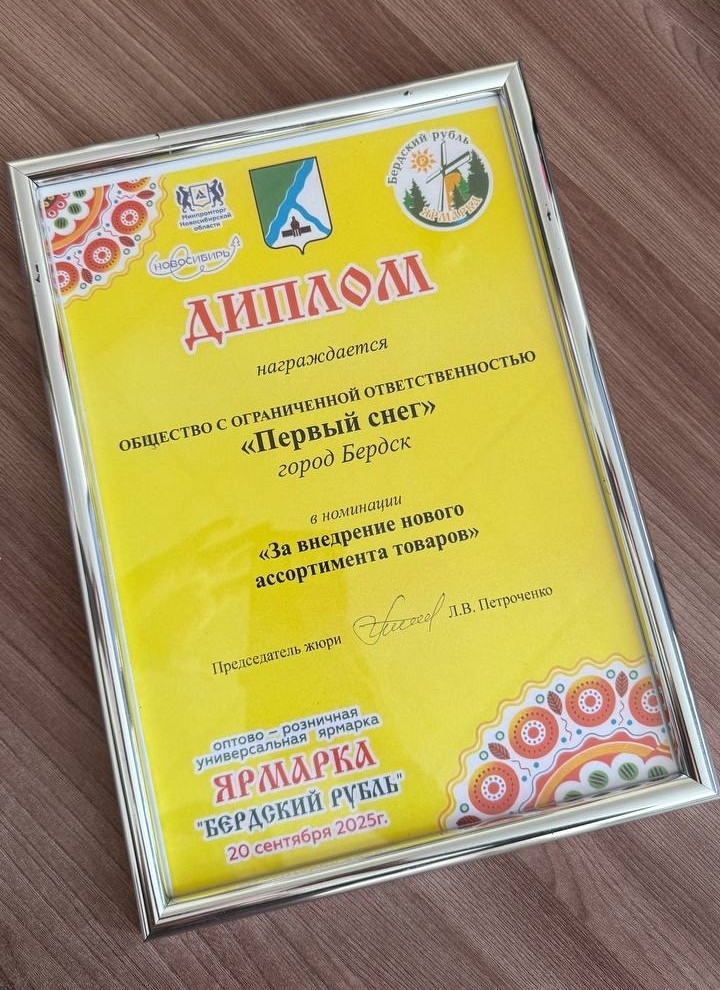 Минпромторг
Новосибирской
области
НОВОСИБИРЬ
Бердский рубль
ЯРМАРКА
ДИПЛОМ
награждается
ОБЩЕСТВО С ОГРАНИЧЕННОЙ ОТВЕТСТВЕННОСТЬЮ
«Первый снег»
город Бердск
в номинации
«За внедрение нового
ассортимента товаров»
Председатель жюри Л.В. Петроченко
оптово – розничная
универсальная ярмарка
ЯРМАРКА
"БЕРДСКИЙ РУБЛЬ"
20 сентября 2025г.